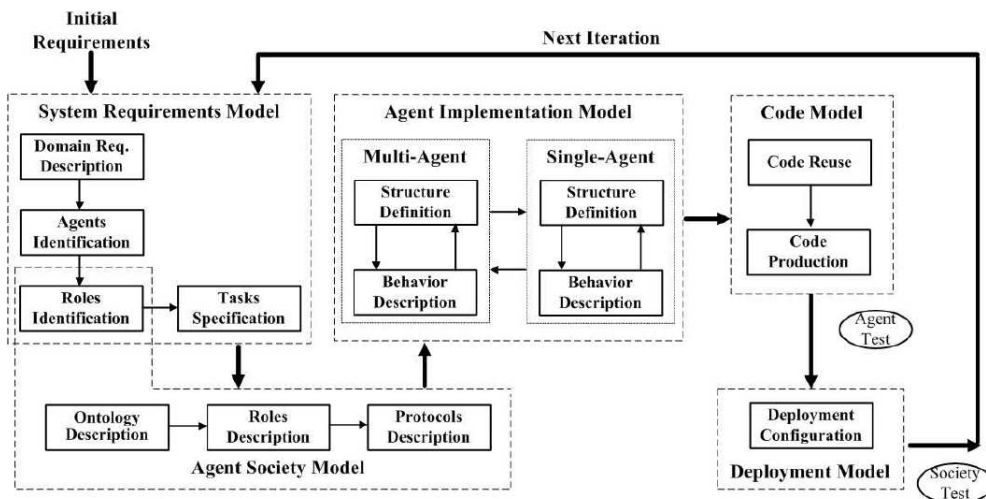 Initial
Requirements
Next Iteration
System Requirements Model
Domain Req.
Description
Agents
Identification
Roles
Identification
Tasks
Specification
Agent Implementation Model
Multi-Agent
Structure
Definition
Behavior
Description
Single-Agent
Structure
Definition
Behavior
Description
Code Model
Code Reuse
Code
Production
Agent
Test
Ontology
Description
Roles
Description
Protocols
Description
Agent Society Model
Deployment
Configuration
Deployment Model
Society
Test